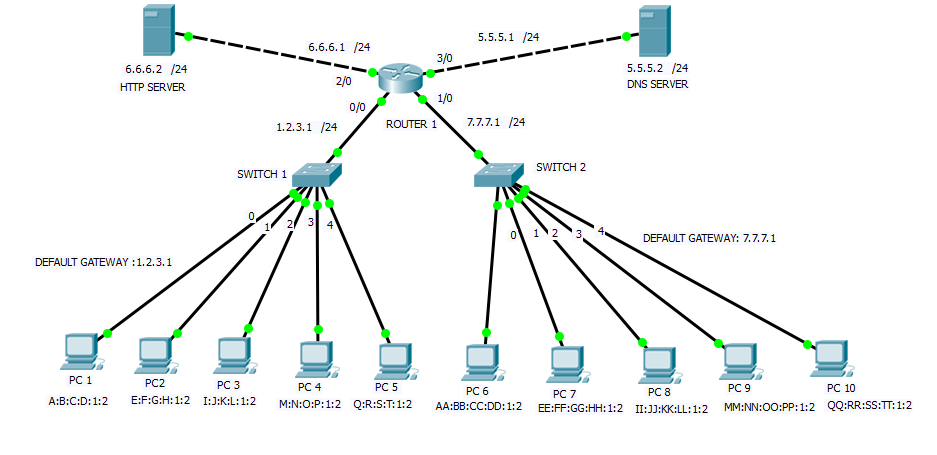 6.6.6.1 /24
5.5.5.1 /24
6.6.6.2 /24
HTTP SERVER
2/0
3/0
5.5.5.2 /24
DNS SERVER
0/0
1/0
1.2.3.1 /24
ROUTER 1
7.7.7.1 /24
SWITCH 1
SWITCH 2
0
1
2
3
4
0
1
2
3
4
DEFAULT GATEWAY :1.2.3.1
DEFAULT GATEWAY: 7.7.7.1
PC 1
A:B:C:D:1:2
PC2
E:F:G:H:1:2
PC 3
I:J:K:L:1:2
PC 4
M:N:O:P:1:2
PC 5
Q:R:S:T:1:2
PC 6
AA:BB:CC:DD:1:2
PC 7
EE:FF:GG:HH:1:2
PC 8
II:JJ:KK:LL:1:2
PC 9
MM:NN:OO:PP:1:2
PC 10
QQ:RR:SS:TT:1:2